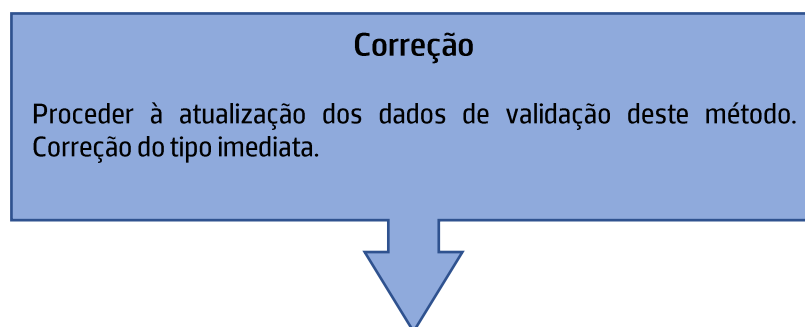 Correção
Proceder à atualização dos dados de validação deste método.
Correção do tipo imediata.